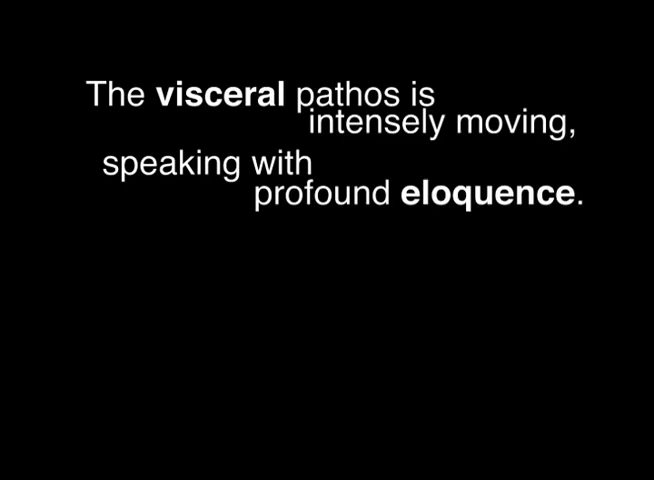 The visceral pathos is
intensely moving,
speaking with
profound eloquence.